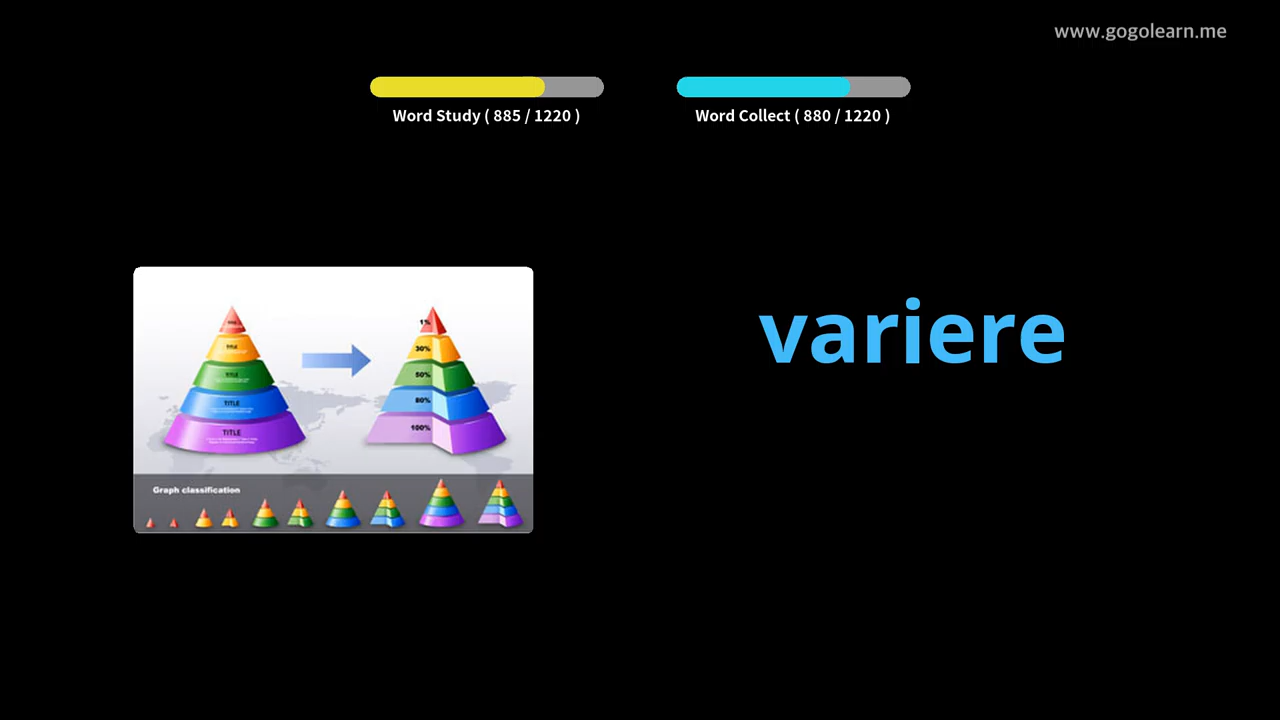 www.gogolearn.me
Word Study ( 885 / 1220 )
Word Collect ( 880 / 1220 )
variere
1%
TITLE
30%
TITLE
50%
TITLE
80%
TITLE
100%
Graph classification